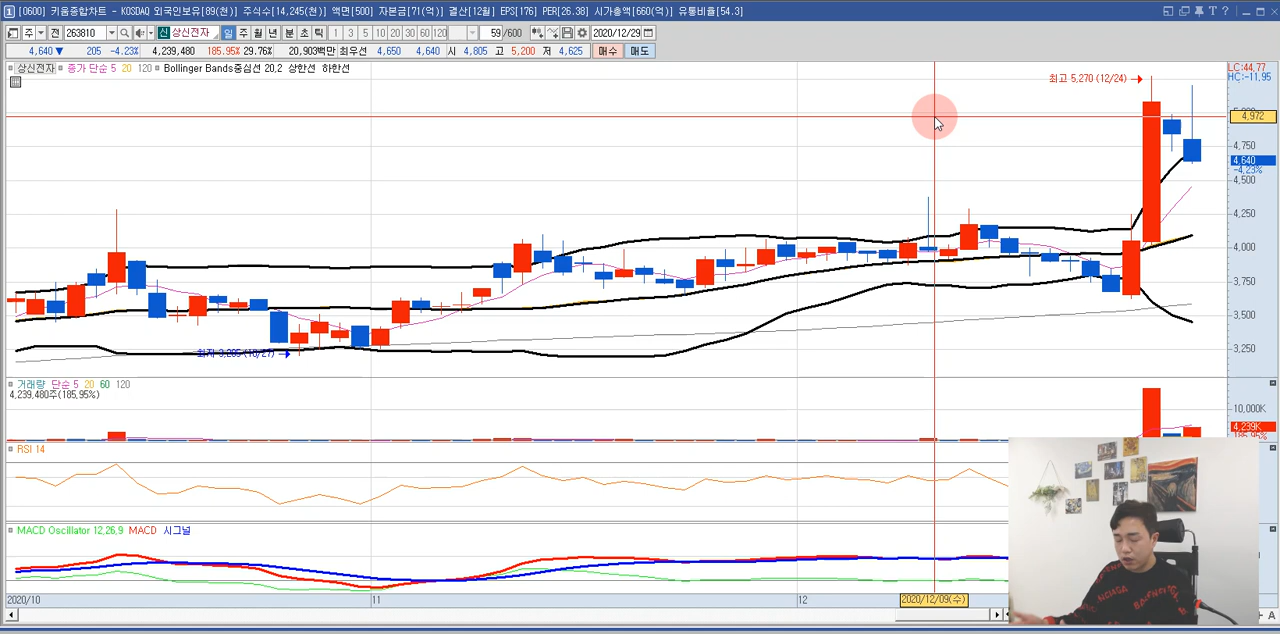 1 [0600] 키움종합차트 - KOSDAQ 외국인보유[89(천)] 주식수[14,245(천)] 액면[500] 자본금[71(억)] 결산[12월] EPS[176] PER[26.38] 시가총액[660(억)] 유통비율[54.3]
주 전 263810 신 상신전자 일 주 월 년 분 초 틱 1 3 5 10 20 30 60 120 59 /600 2020/12/29
4,640 ▼ 205 -4.23% 4,239,480 185.95% 29.76% 20,903백만 최우선 4,650 4,640 시 4,805 고 5,200 저 4,625 매수 매도
상신전자 종가 단순 5 20 120 Bollinger Bands중심선 20,2 상한선 하한선
LC:44,77
HC:-11,95
최고 5,270 (12/24)
4,972
4,750
4,640
-4,23%
4,500
4,250
4,000
3,750
3,500
3,250
거래량 단순 5 20 60 120
4,239,480주(185.95%)
10,000K
4,239K
RSI 14
MACD Oscillator 12,26,9 MACD 시그널
2020/10 11 12 2020/12/09(수)
A